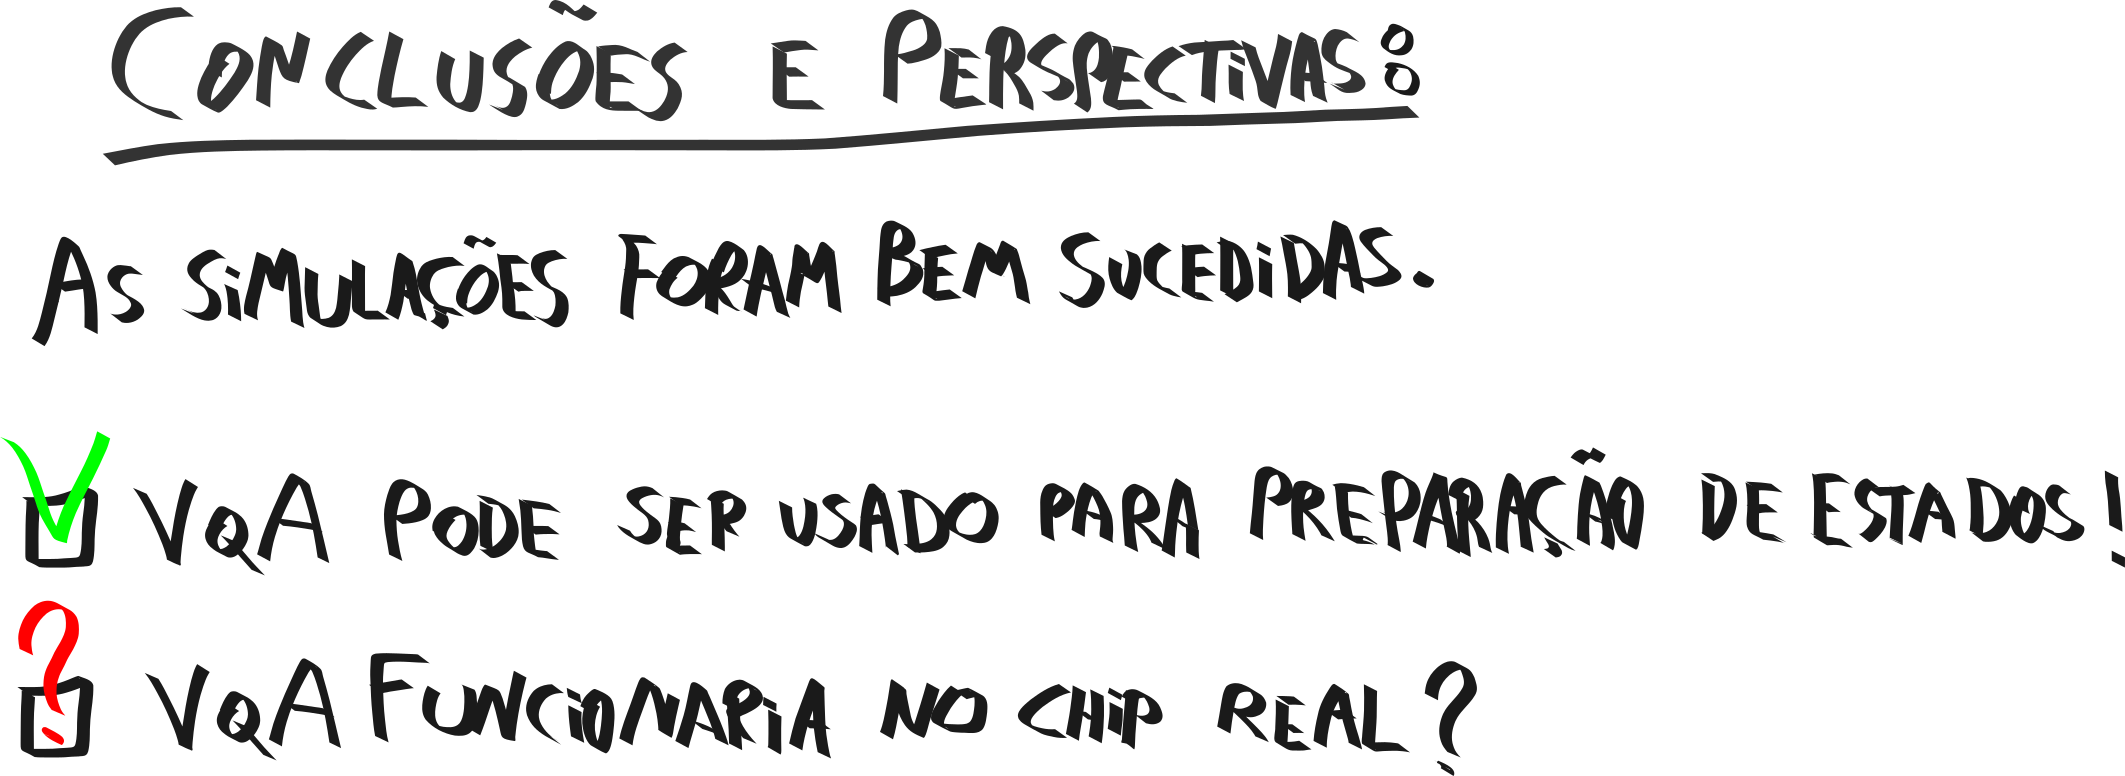 CONCLUSÕES E PERSPECTIVAS:
AS SiMULAÇÕES FORAM BEM SUCEDiDAS.
VQA PODE SER USADO PARA PREPARAÇÃO DE ESTADOS!
? VQA FUNCiONARiA NO CHiP REAL?